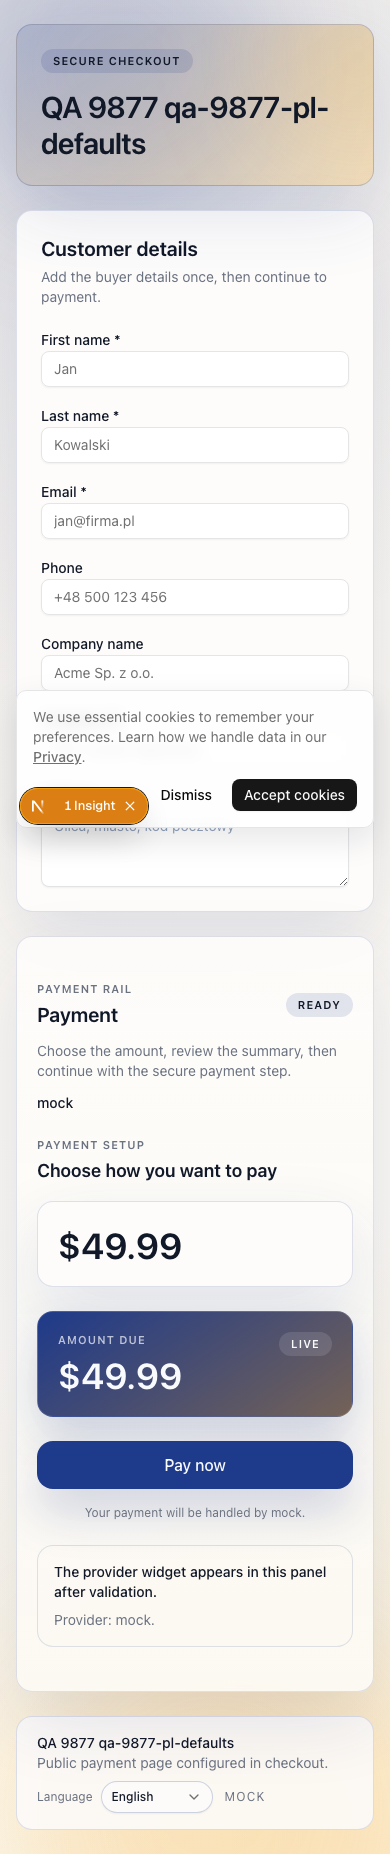 SECURE CHECKOUT
QA 9877 qa-9877-pl-
defaults
Customer details
Add the buyer details once, then continue to
payment.
First name *
Jan
Last name *
Kowalski
Email *
jan@firma.pl
Phone
+48 500 123 456
Company name
Acme Sp. z o.o.
We use essential cookies to remember your
preferences. Learn how we handle data in our
Privacy.
1 Insight
Dismiss
Accept cookies
PAYMENT RAIL
Payment
READY
Choose the amount, review the summary, then
continue with the secure payment step.
mock
PAYMENT SETUP
Choose how you want to pay
$49.99
AMOUNT DUE
LIVE
$49.99
Pay now
Your payment will be handled by mock.
The provider widget appears in this panel
after validation.
Provider: mock.
QA 9877 qa-9877-pl-defaults
Public payment page configured in checkout.
Language English MOCK